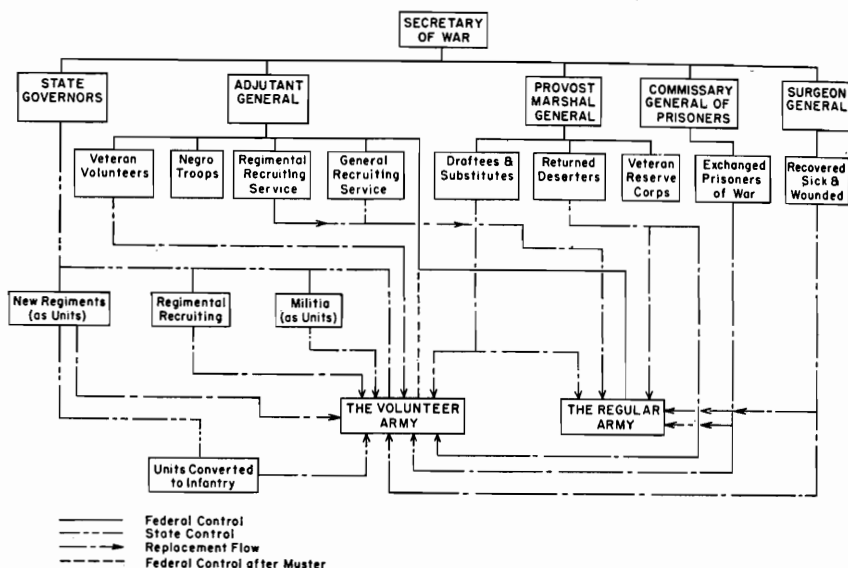 SECRETARY
OF WAR
STATE
GOVERNORS
ADJUTANT
GENERAL
PROVOST
MARSHAL
GENERAL
COMMISSARY
GENERAL OF
PRISONERS
SURGEON
GENERAL
Veteran
Volunteers
Negro
Troops
Regimental
Recruiting
Service
General
Recruiting
Service
Draftees &
Substitutes
Returned
Deserters
Veteran
Reserve
Corps
Exchanged
Prisoners
of War
Recovered
Sick &
Wounded
New Regiments
(as Units)
Regimental
Recruiting
Militia
(as Units)
THE VOLUNTEER
ARMY
THE REGULAR
ARMY
Units Converted
to Infantry
Federal Control
State Control
Replacement Flow
Federal Control after Muster